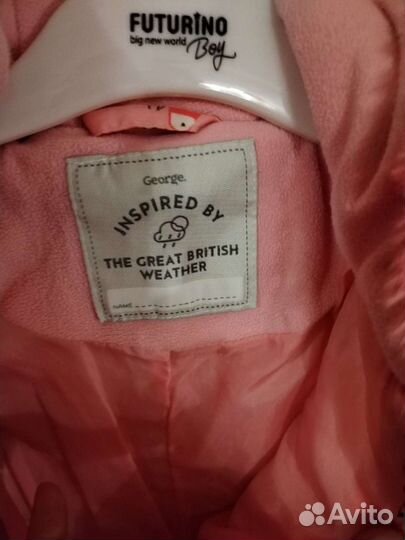 FUTURINO
big new world
Boy
George.
INSPIRED BY
THE GREAT BRITISH
WEATHER
NAME
Avito